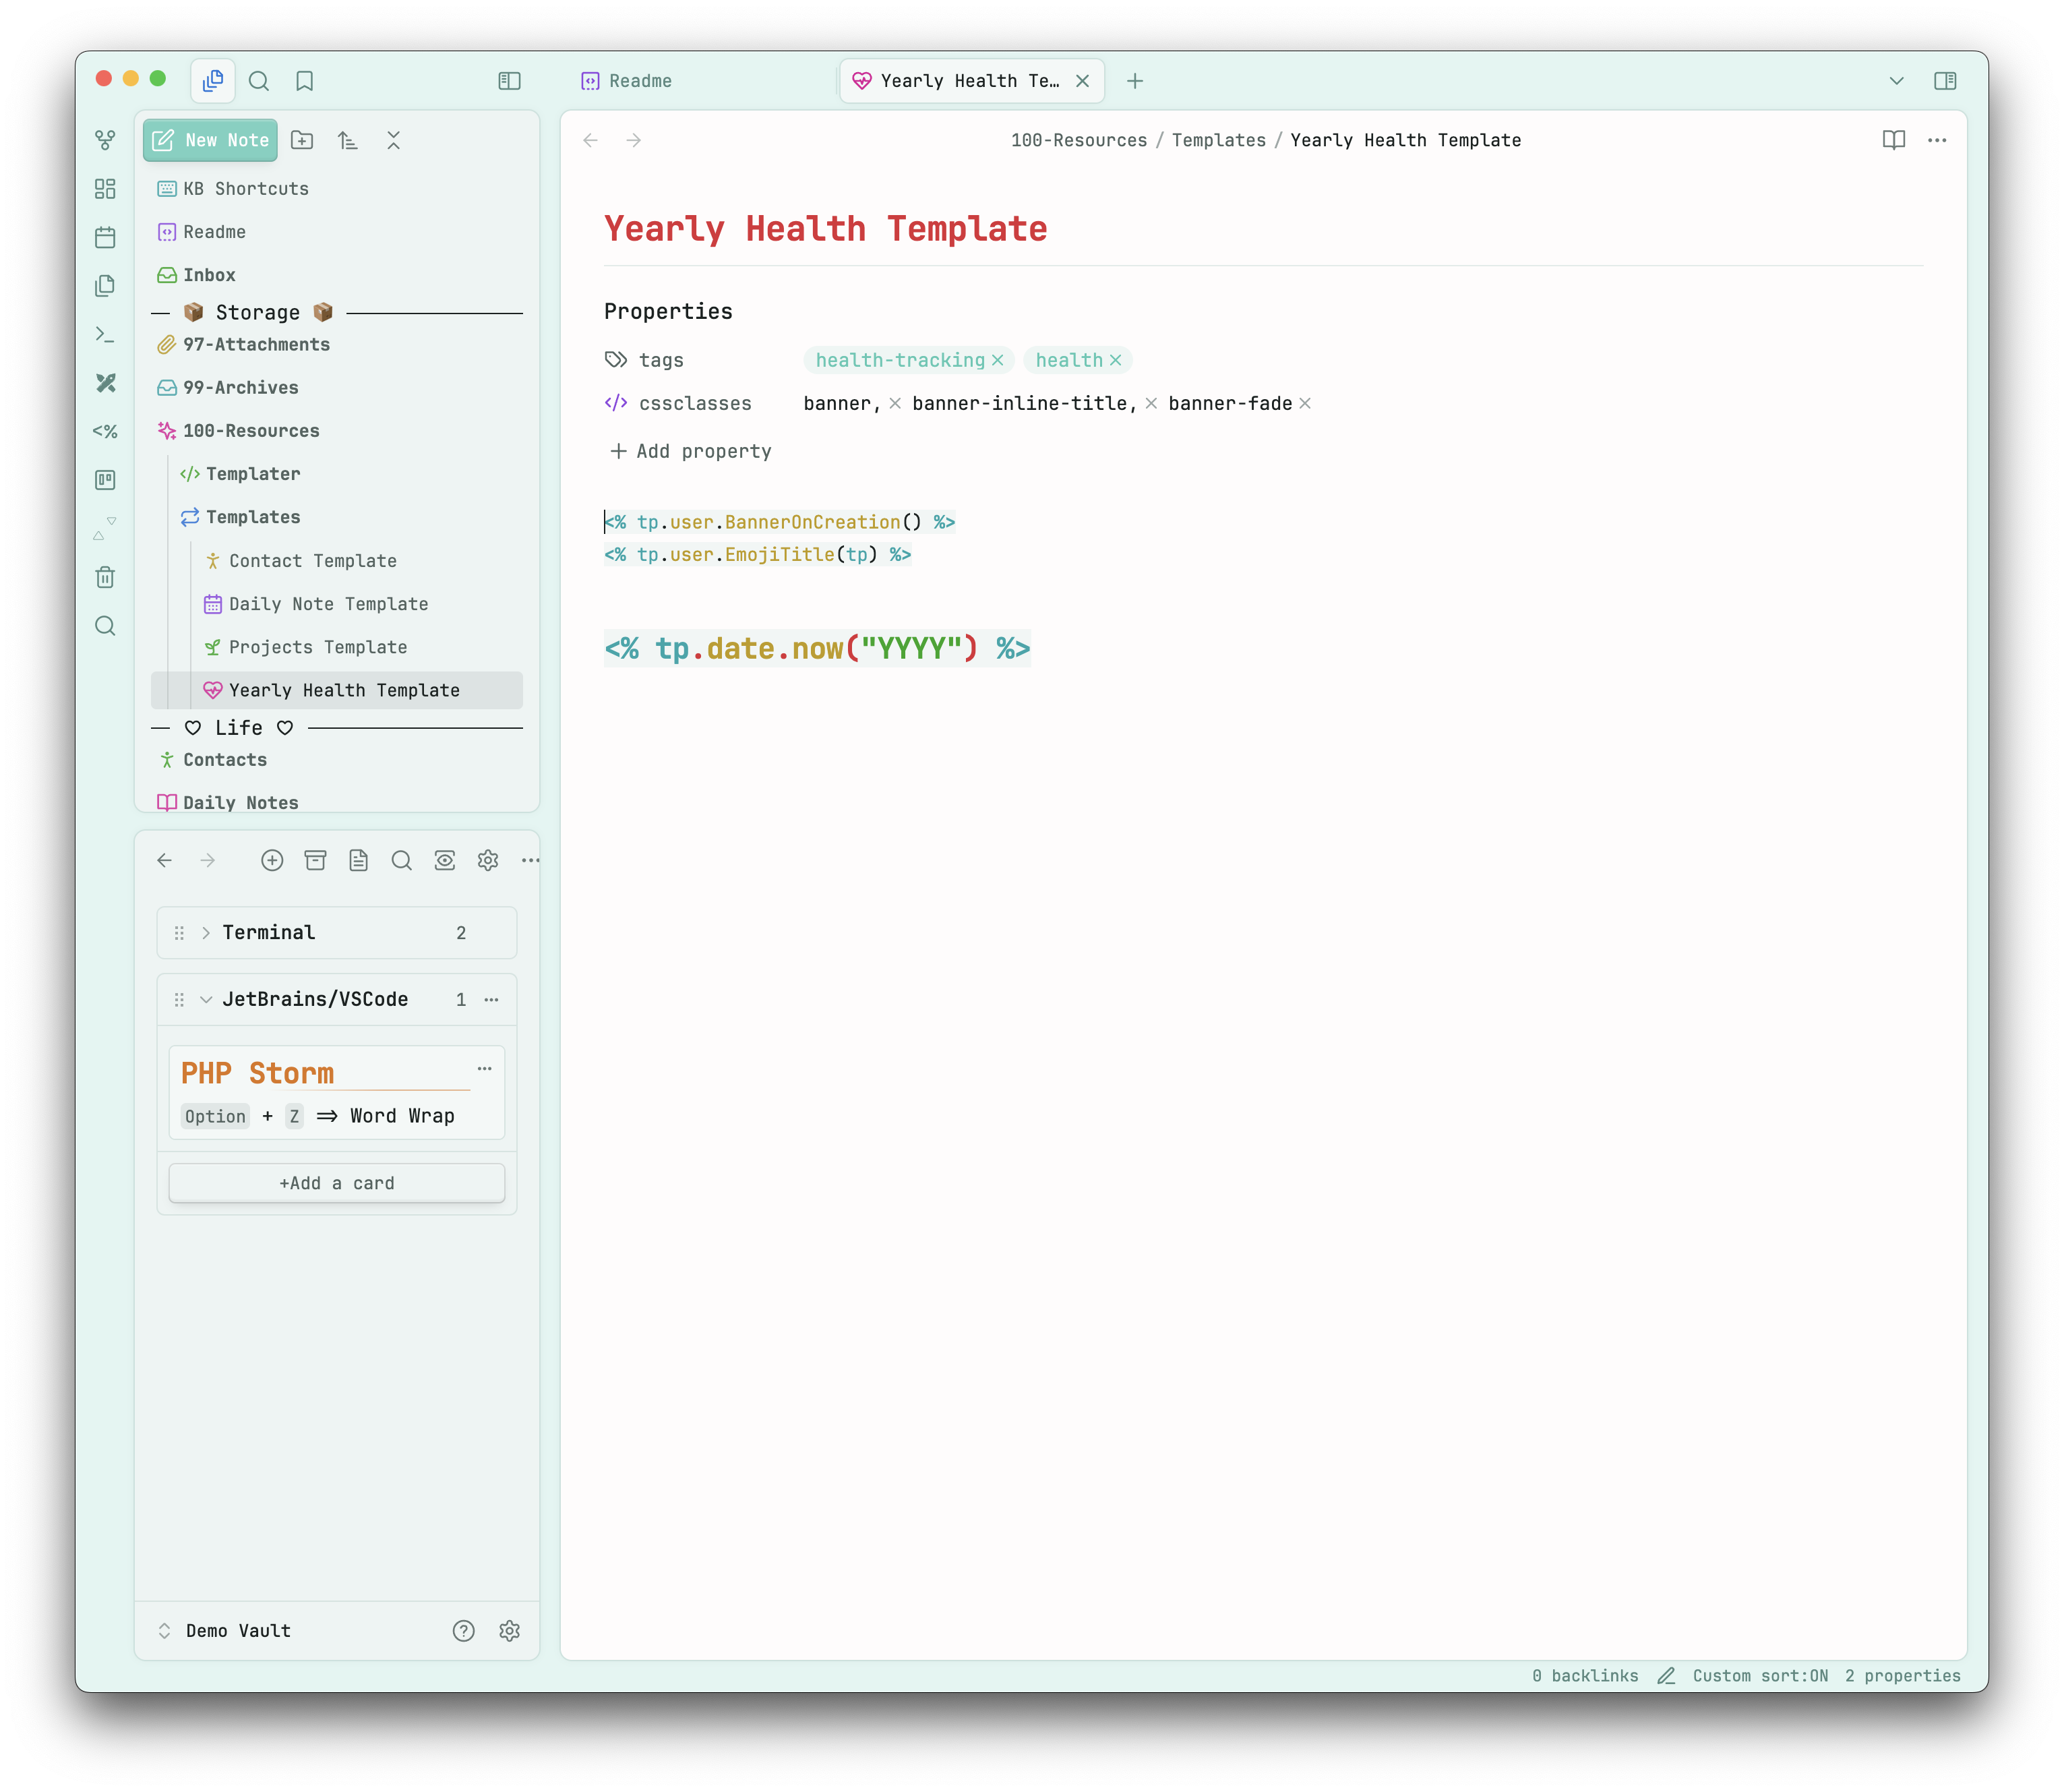 Readme
Yearly Health Te…
New Note
KB Shortcuts
Readme
Inbox
📦 Storage 📦
97-Attachments
99-Archives
100-Resources
Templater
Templates
Contact Template
Daily Note Template
Projects Template
Yearly Health Template
♡ Life ♡
Contacts
Daily Notes
<%
Terminal 2
JetBrains/VSCode 1
PHP Storm
Option + Z => Word Wrap
+Add a card
Demo Vault
100-Resources / Templates / Yearly Health Template
Yearly Health Template
Properties
tags health-tracking health
cssclasses banner, banner-inline-title, banner-fade
Add property
<% tp.user.BannerOnCreation() %>
<% tp.user.EmojiTitle(tp) %>
<% tp.date.now("YYYY") %>
0 backlinks Custom sort:ON 2 properties